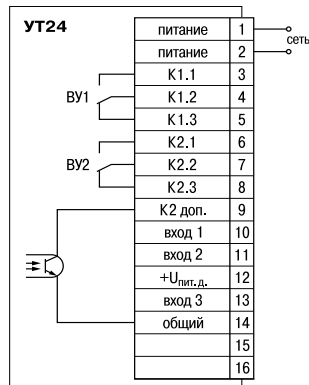 УТ24
питание 1
питание 2
сеть
К1.1 3
ВУ1 К1.2 4
К1.3 5
К2.1 6
ВУ2 К2.2 7
К2.3 8
К2 доп. 9
вход 1 10
вход 2 11
+Uпит.д. 12
вход 3 13
общий 14
15
16